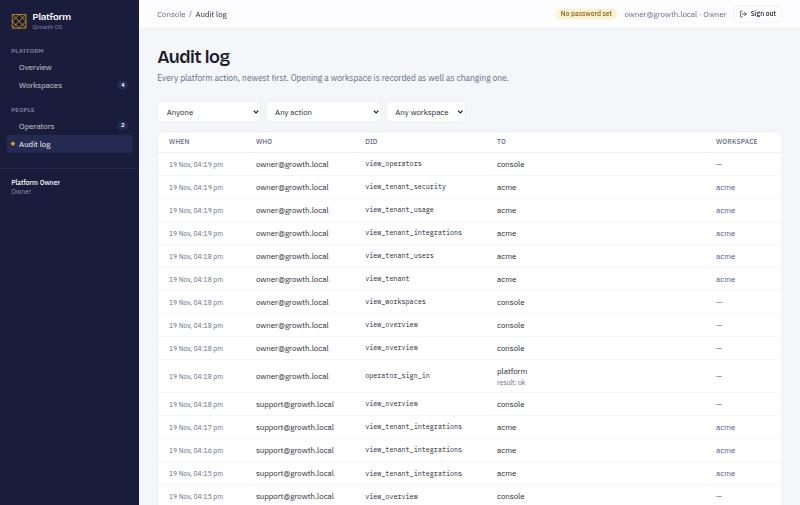 Platform
Growth OS
PLATFORM
Overview
Workspaces 4
PEOPLE
Operators 2
Audit log
Platform Owner
Owner
Console / Audit log
No password set
owner@growth.local · Owner
Sign out
Audit log
Every platform action, newest first. Opening a workspace is recorded as well as changing one.
Anyone Any action Any workspace
WHEN WHO DID TO WORKSPACE
19 Nov, 04:19 pm owner@growth.local view_operators console —
19 Nov, 04:19 pm owner@growth.local view_tenant_security acme acme
19 Nov, 04:19 pm owner@growth.local view_tenant_usage acme acme
19 Nov, 04:19 pm owner@growth.local view_tenant_integrations acme acme
19 Nov, 04:18 pm owner@growth.local view_tenant_users acme acme
19 Nov, 04:18 pm owner@growth.local view_tenant acme acme
19 Nov, 04:18 pm owner@growth.local view_workspaces console —
19 Nov, 04:18 pm owner@growth.local view_overview console —
19 Nov, 04:18 pm owner@growth.local view_overview console —
19 Nov, 04:18 pm owner@growth.local operator_sign_in platform —
result: ok
19 Nov, 04:18 pm support@growth.local view_overview console —
19 Nov, 04:17 pm support@growth.local view_tenant_integrations acme acme
19 Nov, 04:16 pm support@growth.local view_tenant_integrations acme acme
19 Nov, 04:15 pm support@growth.local view_tenant_integrations acme acme
19 Nov, 04:15 pm support@growth.local view_overview console —